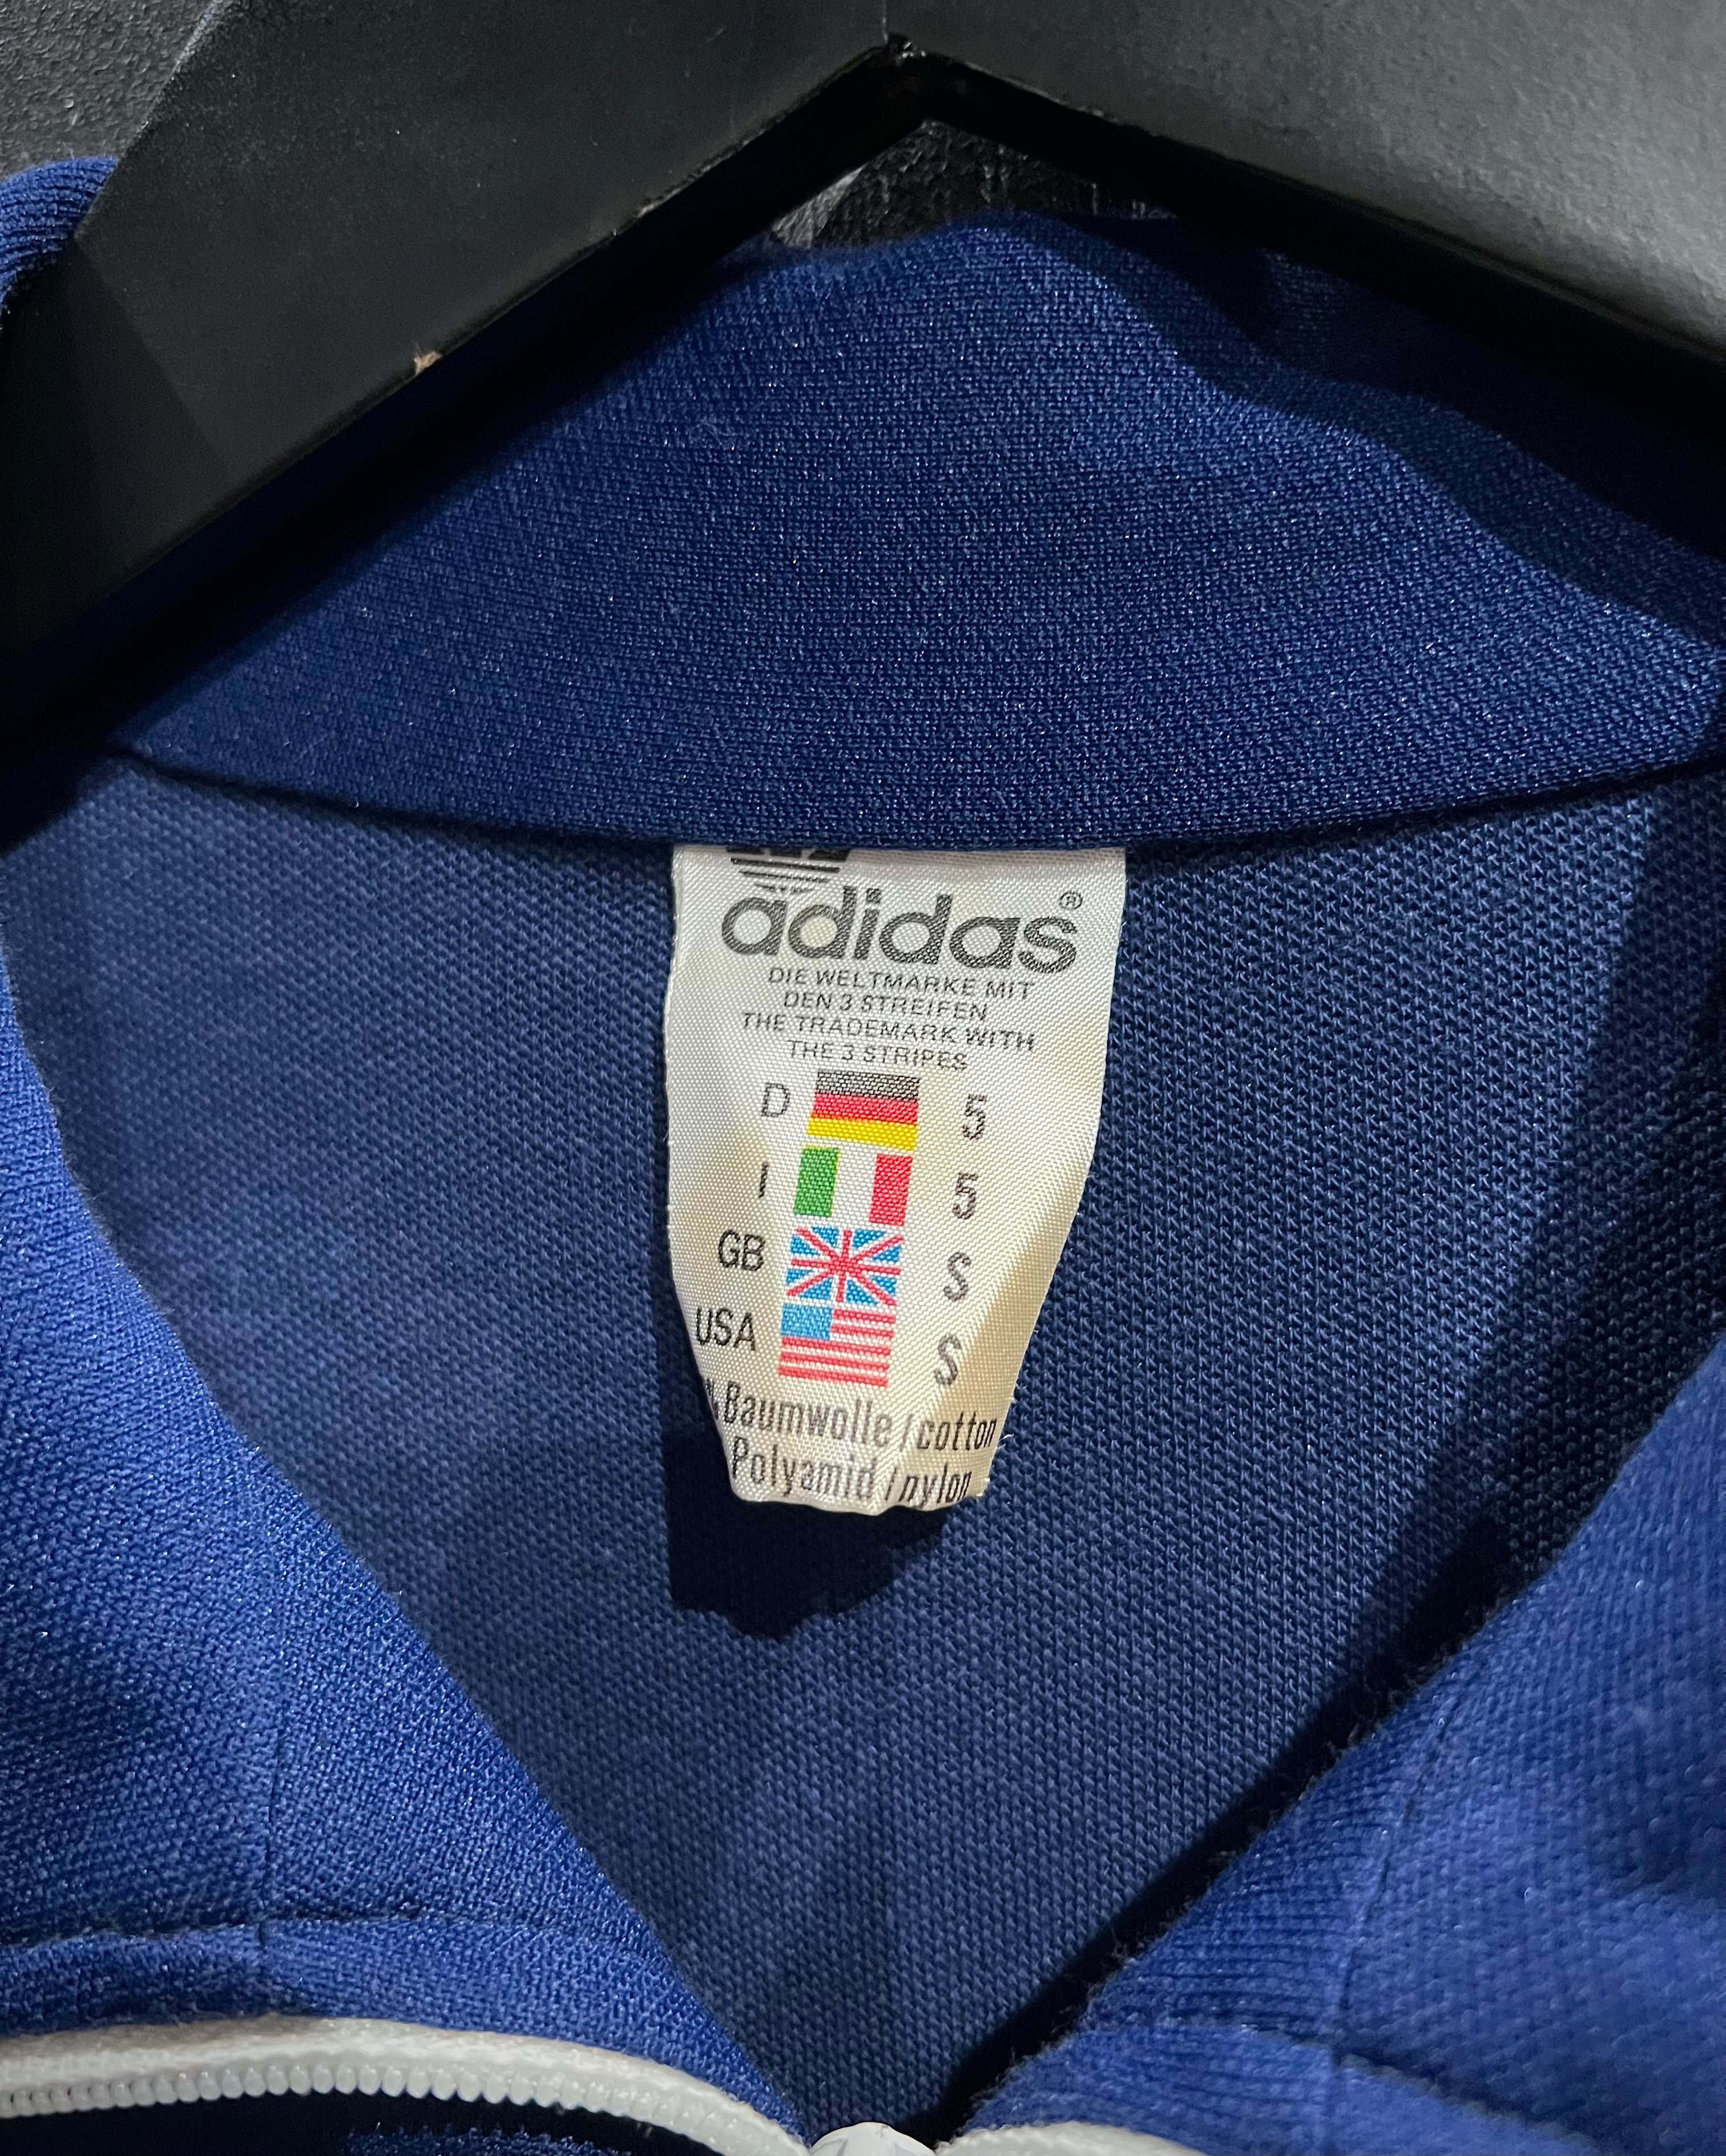 adidas®
DIE WELTMARKE MIT
DEN 3 STREIFEN
THE TRADEMARK WITH
THE 3 STRIPES
D 5
I 5
GB S
USA S
Baumwolle / cotton
Polyamid / nylon